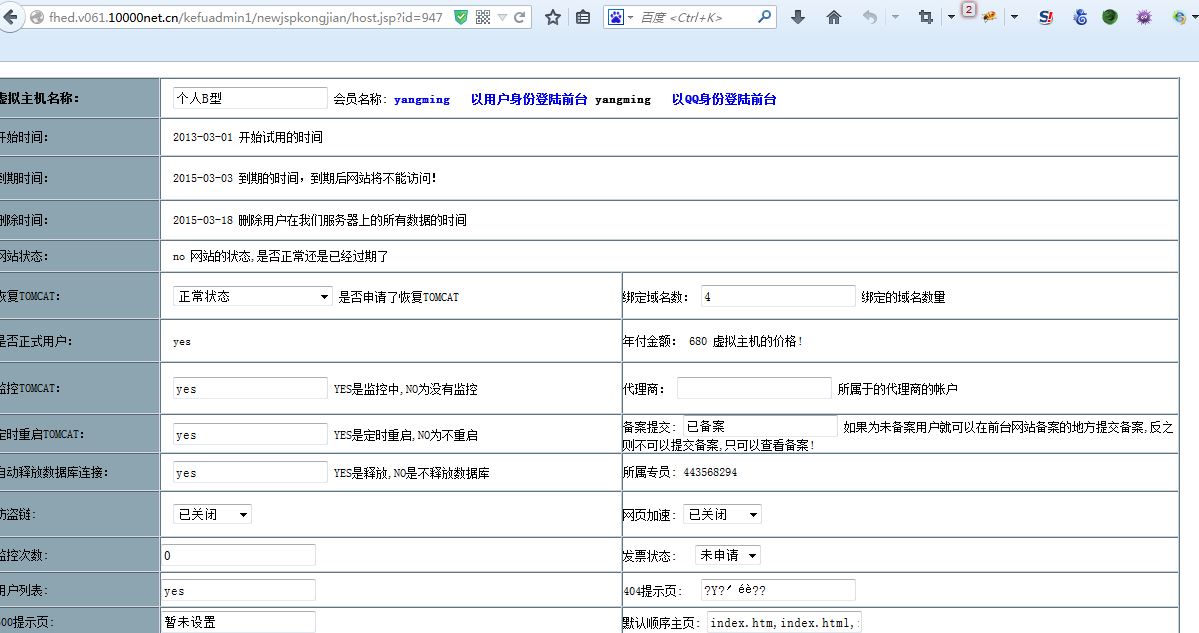 fhed.v061.10000net.cn/kefuadmin1/newjspkongjian/host.jsp?id=947 百度 <Ctrl+K> 2
虚拟主机名称: 个人B型 会员名称: yangming 以用户身份登陆前台 yangming 以QQ身份登陆前台
开始时间: 2013-03-01 开始试用的时间
到期时间: 2015-03-03 到期的时间，到期后网站将不能访问!
删除时间: 2015-03-18 删除用户在我们服务器上的所有数据的时间
网站状态: no 网站的状态,是否正常还是已经过期了
恢复TOMCAT: 正常状态 是否申请了恢复TOMCAT 绑定域名数: 4 绑定的域名数量
是否正式用户: yes 年付金额: 680 虚拟主机的价格!
监控TOMCAT: yes YES是监控中,NO为没有监控 代理商: 所属于的代理商的帐户
定时重启TOMCAT: yes YES是定时重启,NO为不重启 备案提交: 已备案 如果为未备案用户就可以在前台网站备案的地方提交备案,反之
则不可以提交备案,只可以查看备案!
自动释放数据库连接: yes YES是释放,NO是不释放数据库 所属专员: 443568294
防盗链: 已关闭 网页加速: 已关闭
监控次数: 0 发票状态: 未申请
用户列表: yes 404提示页: ?Y?ˊ éè??
500提示页: 暂未设置 默认顺序主页: index.htm,index.html,